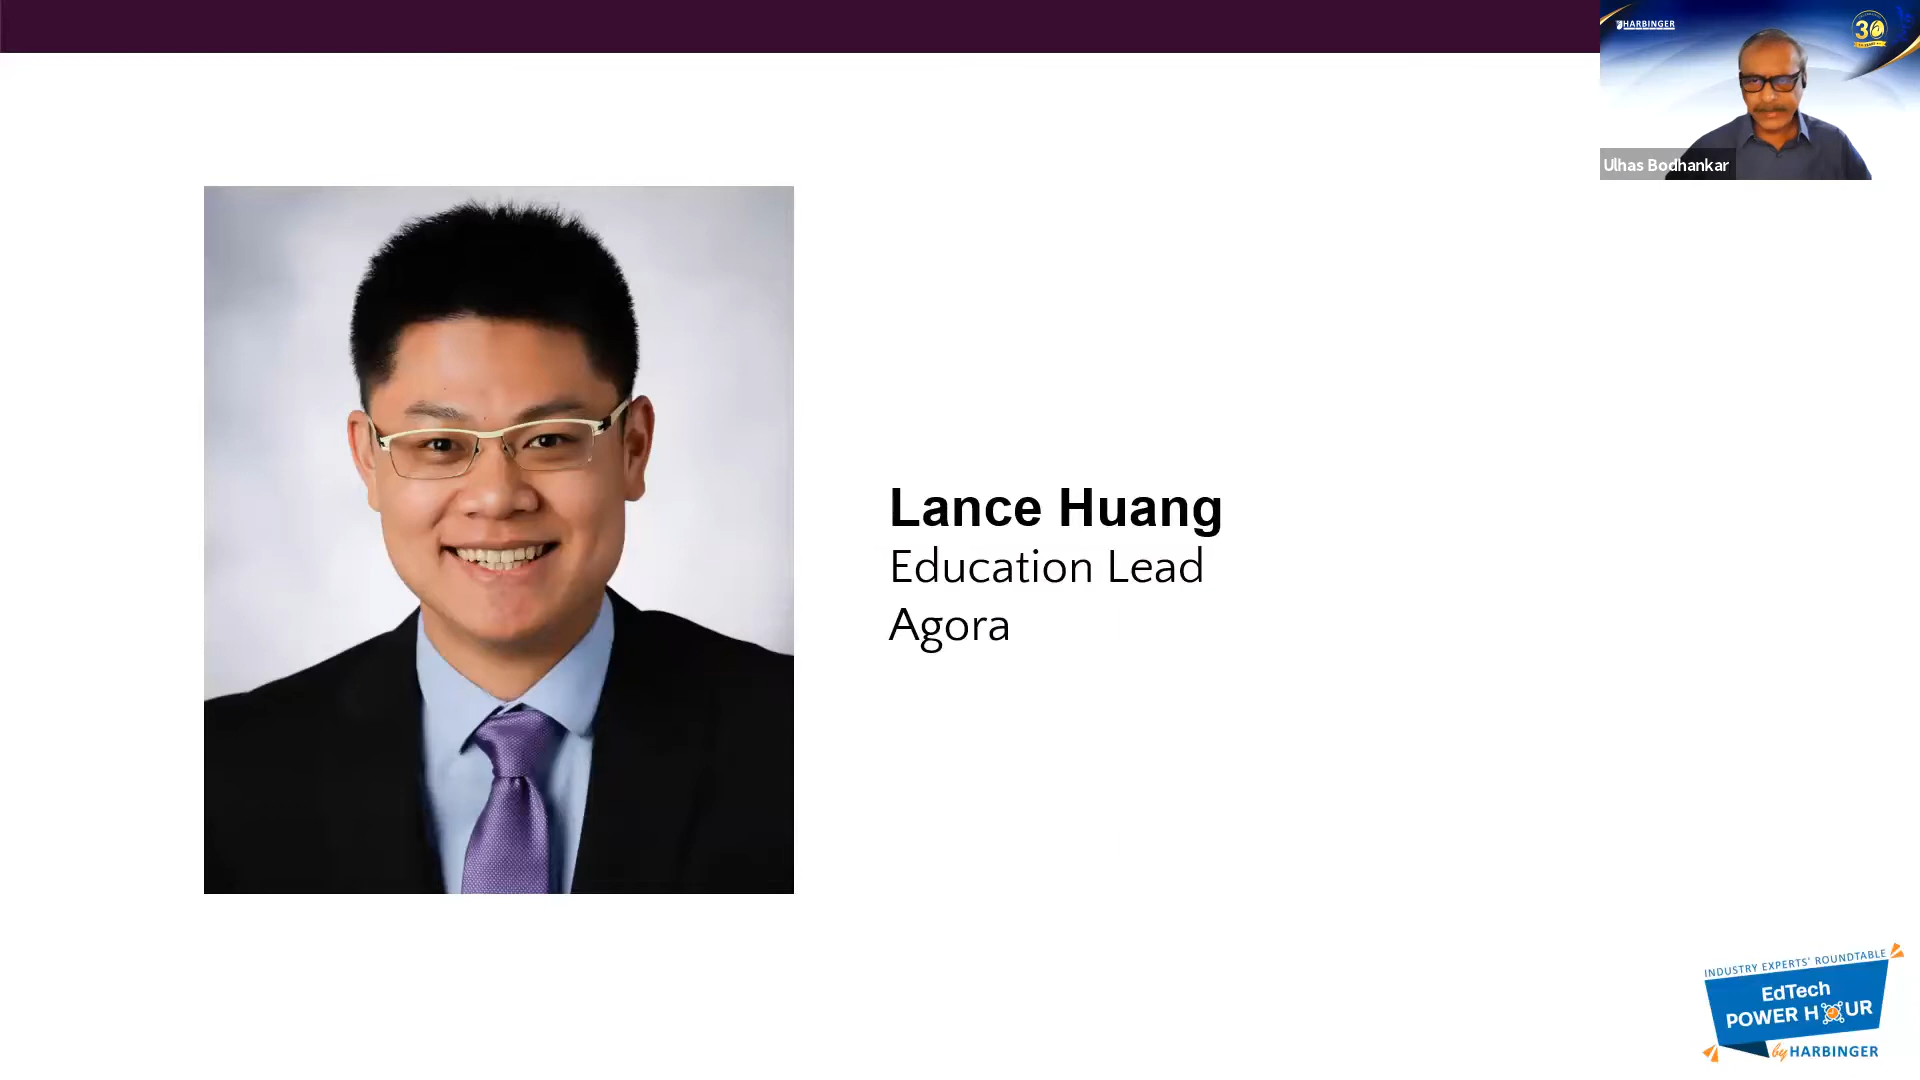 HARBINGER
30
Ulhas Bodhankar
Lance Huang
Education Lead
Agora
INDUSTRY EXPERTS' ROUNDTABLE
EdTech
POWER HOUR
by HARBINGER